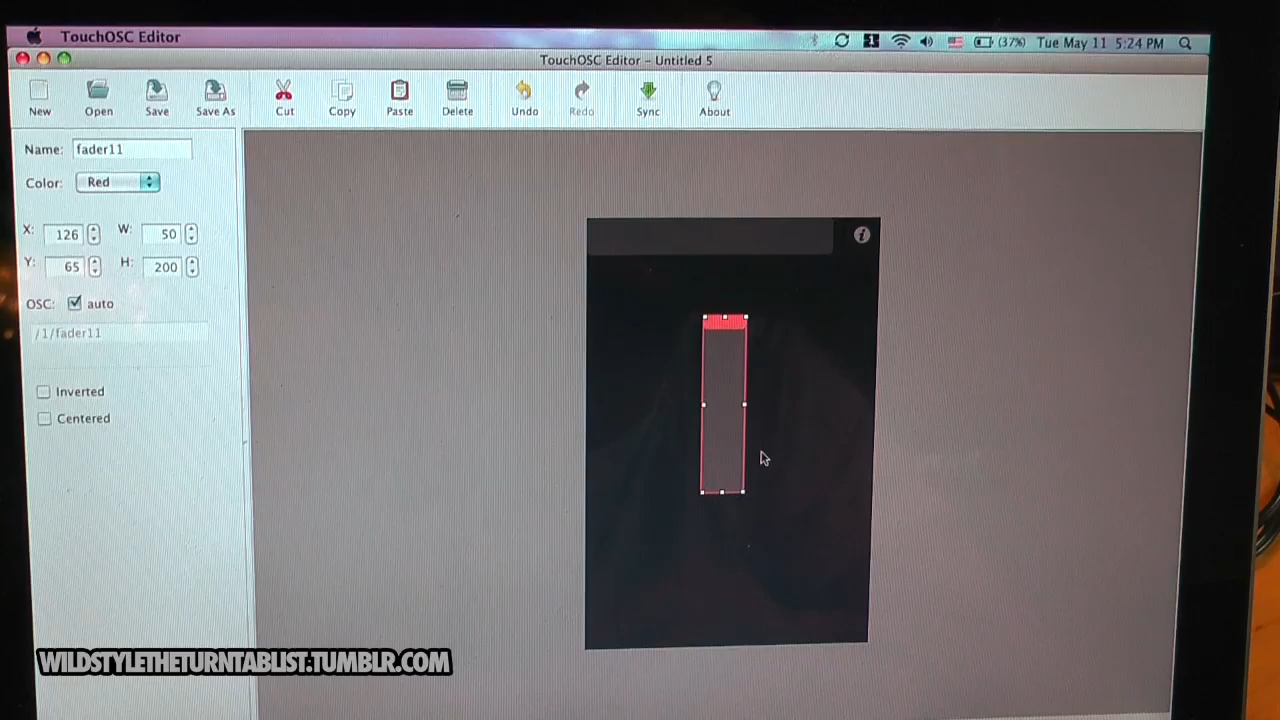 TouchOSC Editor
1
(37%)
Tue May 11 5:24 PM
TouchOSC Editor – Untitled 5
New Open Save Save As Cut Copy Paste Delete Undo Redo Sync About
Name: fader11
Color: Red
X: 126 W: 50
Y: 65 H: 200
OSC: auto
/1/fader11
Inverted
Centered
i
WILDSTYLETHETURNTABLIST.TUMBLR.COM